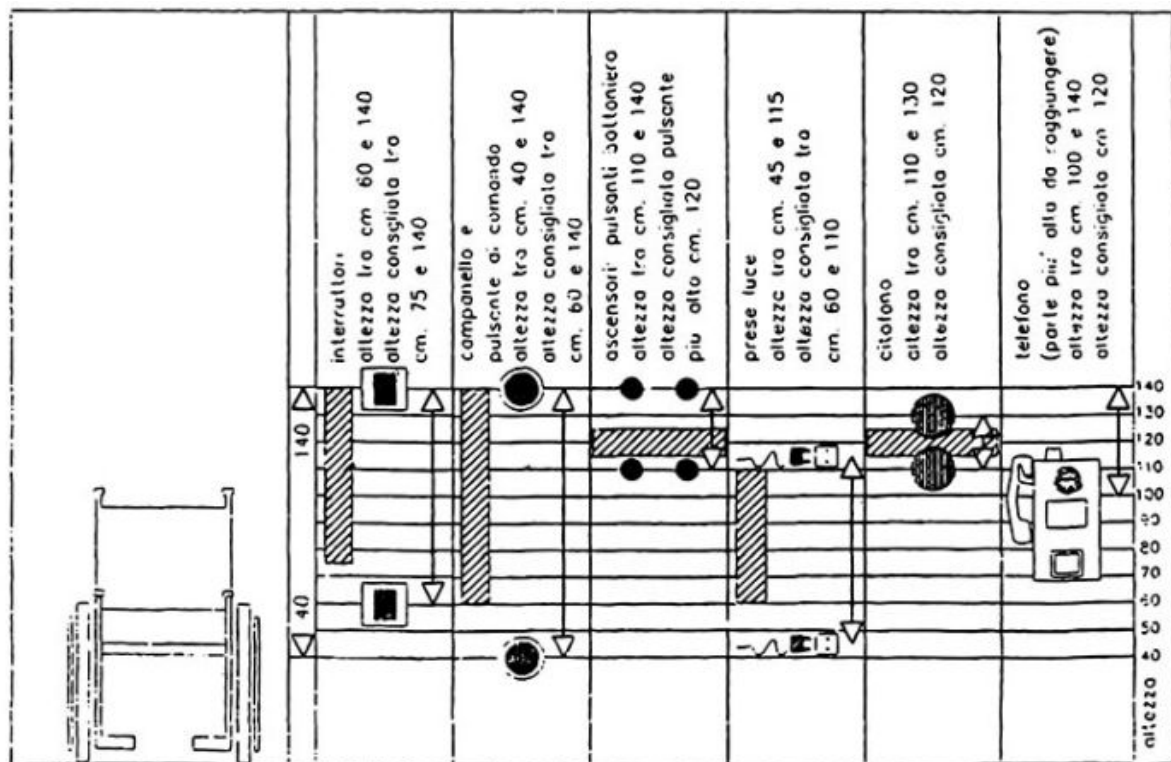 interruttori
altezza tra cm 60 e 140
altezza consigliata tra
cm. 75 e 140
campanello e
pulsante di comando
altezza tra cm. 40 e 140
altezza consigliata tra
cm. 60 e 140
ascensori pulsanti bottoniera
altezza tra cm. 110 e 140
altezza consigliata pulsante
piu alto cm. 120
prese luce
altezza tra cm. 45 e 115
altezza consigliata tra
cm. 60 e 110
citofono
altezza tra cm. 110 e 130
altezza consigliata cm. 120
telefono
(parte piu' alta da raggiungere)
altezza tra cm. 100 e 140
altezza consigliata cm 120
140
40
140
130
120
110
100
90
80
70
60
50
40
altezza